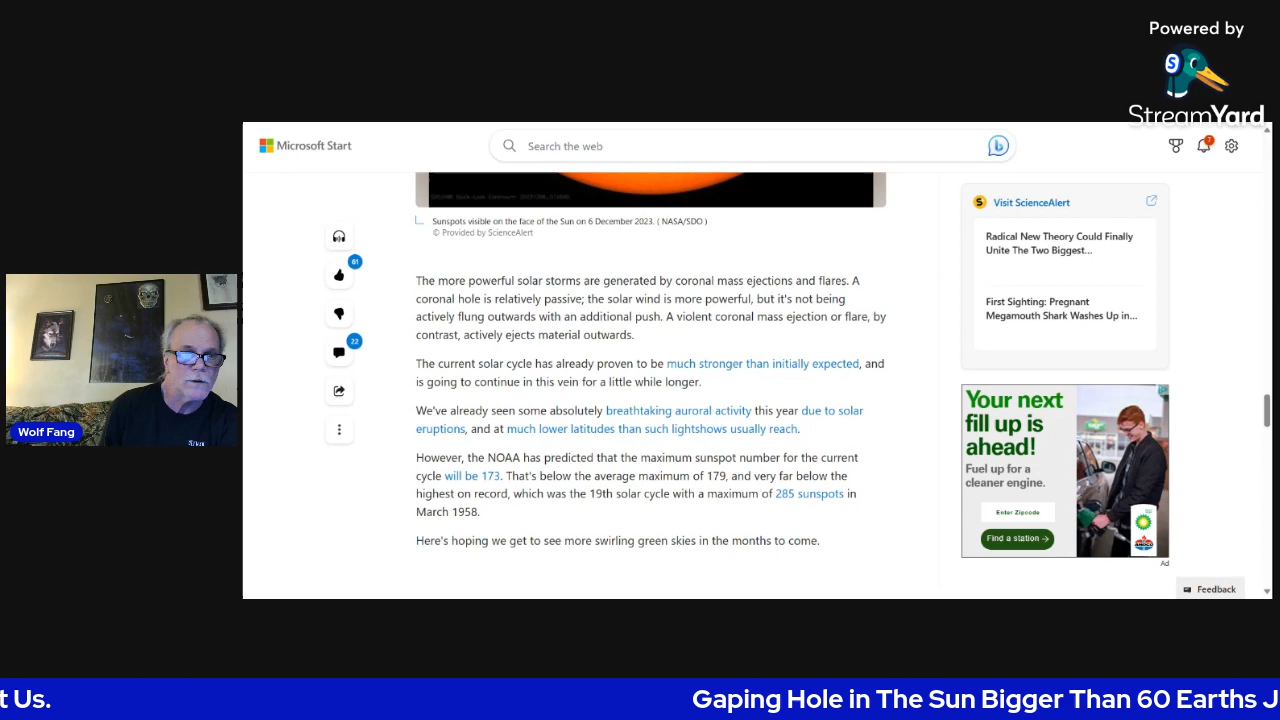 Powered by
StreamYard
Microsoft Start
Search the web
7
Sunspots visible on the face of the Sun on 6 December 2023. ( NASA/SDO )
© Provided by ScienceAlert
61
22
The more powerful solar storms are generated by coronal mass ejections and flares. A
coronal hole is relatively passive; the solar wind is more powerful, but it's not being
actively flung outwards with an additional push. A violent coronal mass ejection or flare, by
contrast, actively ejects material outwards.
The current solar cycle has already proven to be much stronger than initially expected, and
is going to continue in this vein for a little while longer.
We've already seen some absolutely breathtaking auroral activity this year due to solar
eruptions, and at much lower latitudes than such lightshows usually reach.
However, the NOAA has predicted that the maximum sunspot number for the current
cycle will be 173. That's below the average maximum of 179, and very far below the
highest on record, which was the 19th solar cycle with a maximum of 285 sunspots in
March 1958.
Here's hoping we get to see more swirling green skies in the months to come.
S Visit ScienceAlert
Radical New Theory Could Finally
Unite The Two Biggest...
First Sighting: Pregnant
Megamouth Shark Washes Up in...
Your next
fill up is
ahead!
Fuel up for a
cleaner engine.
Enter Zipcode
Find a station →
bp
AMOCO
Ad
Feedback
Wolf Fang
t Us.
Gaping Hole in The Sun Bigger Than 60 Earths J